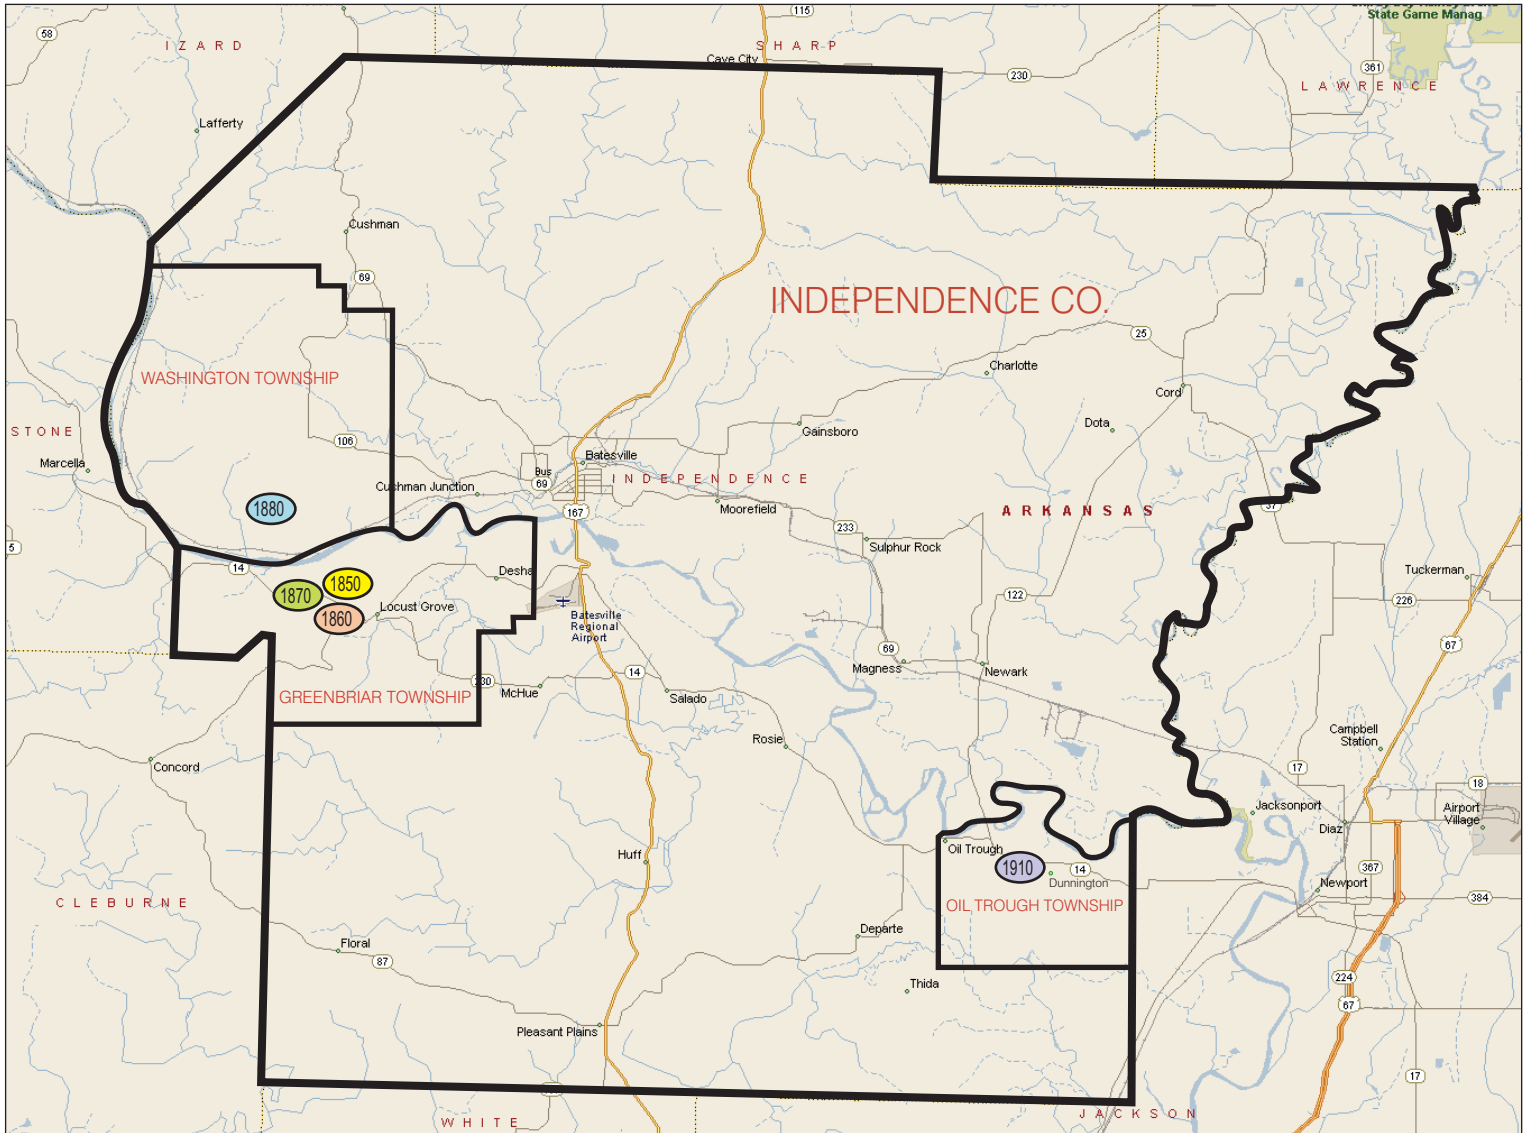 115
State Game Manag
58
I Z A R D
S H A R P
Cave City
230
361
L A W R E N C E
Lafferty
Cushman
69
INDEPENDENCE CO.
25
Charlotte
WASHINGTON TOWNSHIP
Cord
Dota
Gainsboro
STONE
106
Marcella
Batesville
Bus
69
Cushman Junction
I N D E P E N D E N C E
1880
Moorefield
167
A R K A N S A S
37
233
5
Sulphur Rock
14
Desha
Tuckerman
1850
1870
1860
Locust Grove
122
226
Batesville
Regional
Airport
67
69
Magness
Newark
14
230
McHue
GREENBRIAR TOWNSHIP
Salado
Rosie
Campbell
Station
Concord
17
18
Jacksonport
Airport
Village
Diaz
Oil Trough
Huff
1910
14
Dunnington
367
Newport
384
C L E B U R N E
OIL TROUGH TOWNSHIP
Departe
Floral
87
Thida
224
67
Pleasant Plains
17
W H I T E
J A C K S O N